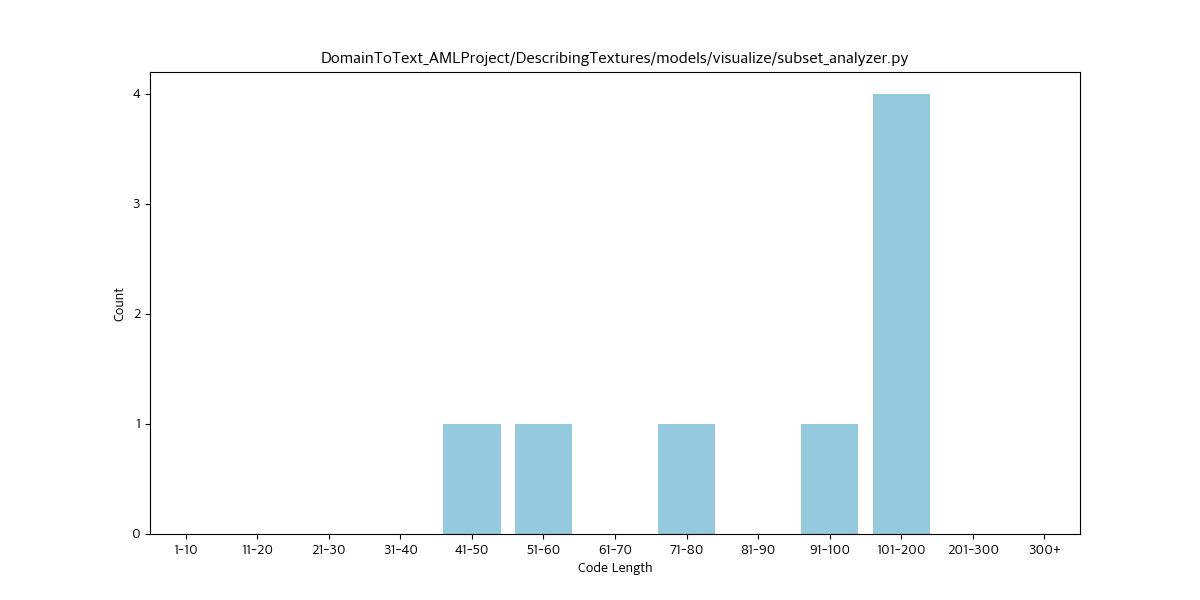 DomainToText_AMLProject/DescribingTextures/models/visualize/subset_analyzer.py
4
3
2
1
0
Count
1-10 11-20 21-30 31-40 41-50 51-60 61-70 71-80 81-90 91-100 101-200 201-300 300+
Code Length